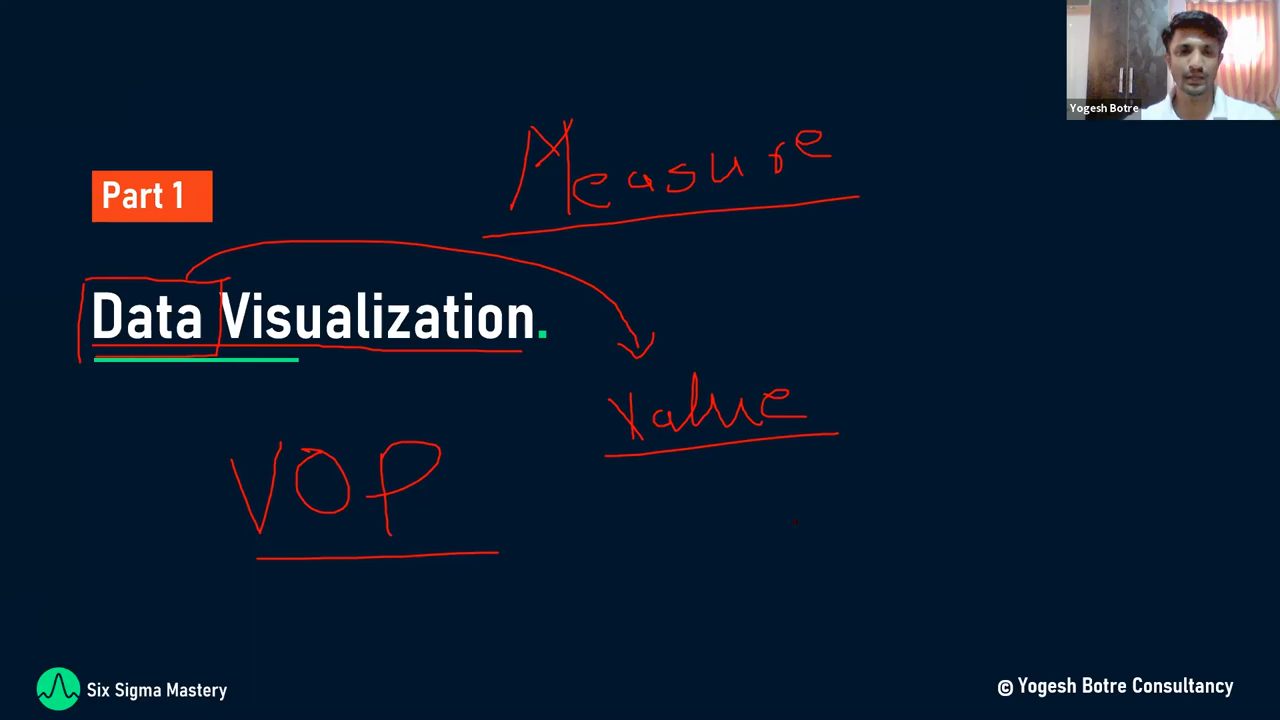 Yogesh Botre
Measure
Part 1
Data Visualization.
Value
VOP
Six Sigma Mastery
© Yogesh Botre Consultancy